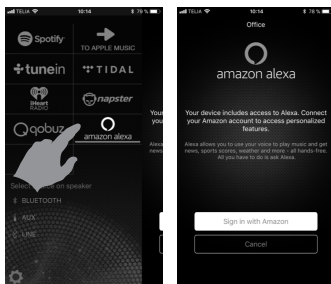 TELIA 10:14 79 %
Spotify
TO APPLE MUSIC
tunein
TIDAL
iHeart
RADIO
napster
qobuz
amazon alexa
Your
you
Alexa
news
on speaker
BLUETOOTH
AUX
LINE
TELIA 10:14 78 %
Office
amazon alexa
Your device includes access to Alexa. Connect
your Amazon account to access personalized
features.
Alexa allows you to use your voice to play music and get
news, sports scores, weather and more - all hands-free.
All you have to do is ask Alexa.
Sign in with Amazon
Cancel